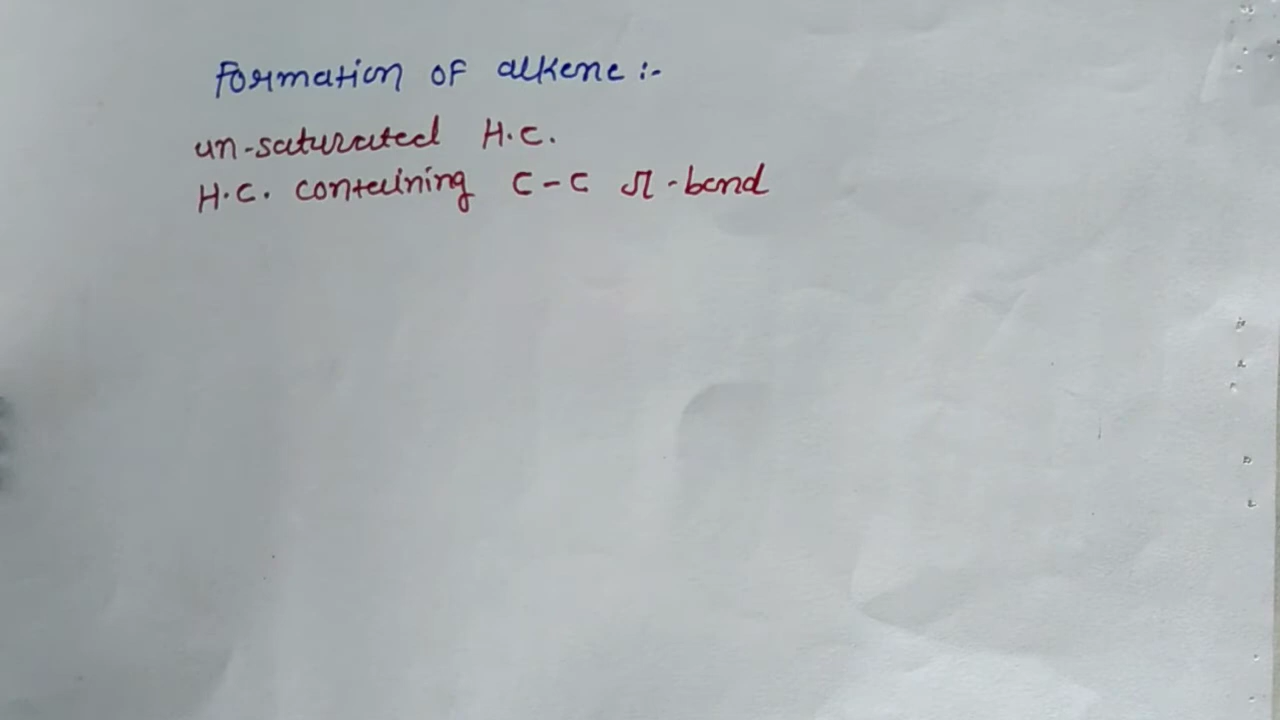 Formation of alkene :-
un-saturated H.C.
H.C. containing C-C π-bond